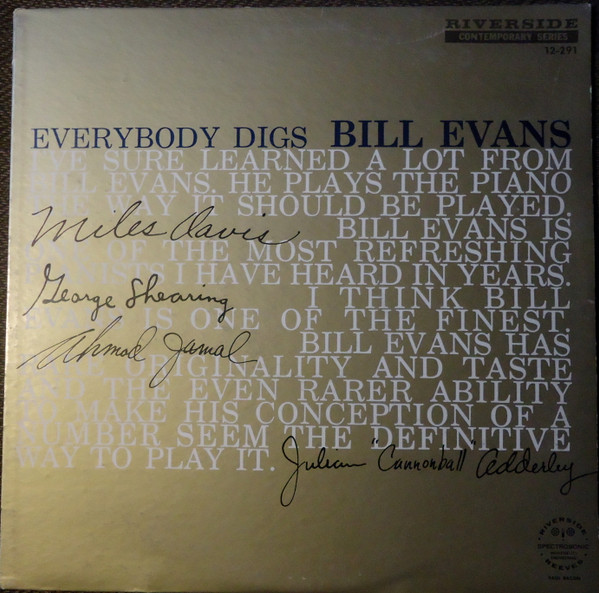 RIVERSIDE
CONTEMPORARY SERIES
12-291
EVERYBODY DIGS BILL EVANS
I'VE SURE LEARNED A LOT FROM
BILL EVANS. HE PLAYS THE PIANO
THE WAY IT SHOULD BE PLAYED.
Miles Davis BILL EVANS IS
ONE OF THE MOST REFRESHING
PIANISTS I HAVE HEARD IN YEARS.
George Shearing I THINK BILL
EVANS IS ONE OF THE FINEST.
Ahmad Jamal BILL EVANS HAS
RARE ORIGINALITY AND TASTE
AND THE EVEN RARER ABILITY
TO MAKE HIS CONCEPTION OF A
NUMBER SEEM THE DEFINITIVE
WAY TO PLAY IT. Julian "Cannonball" Adderley
RIVERSIDE
SPECTROSONIC
REEVES